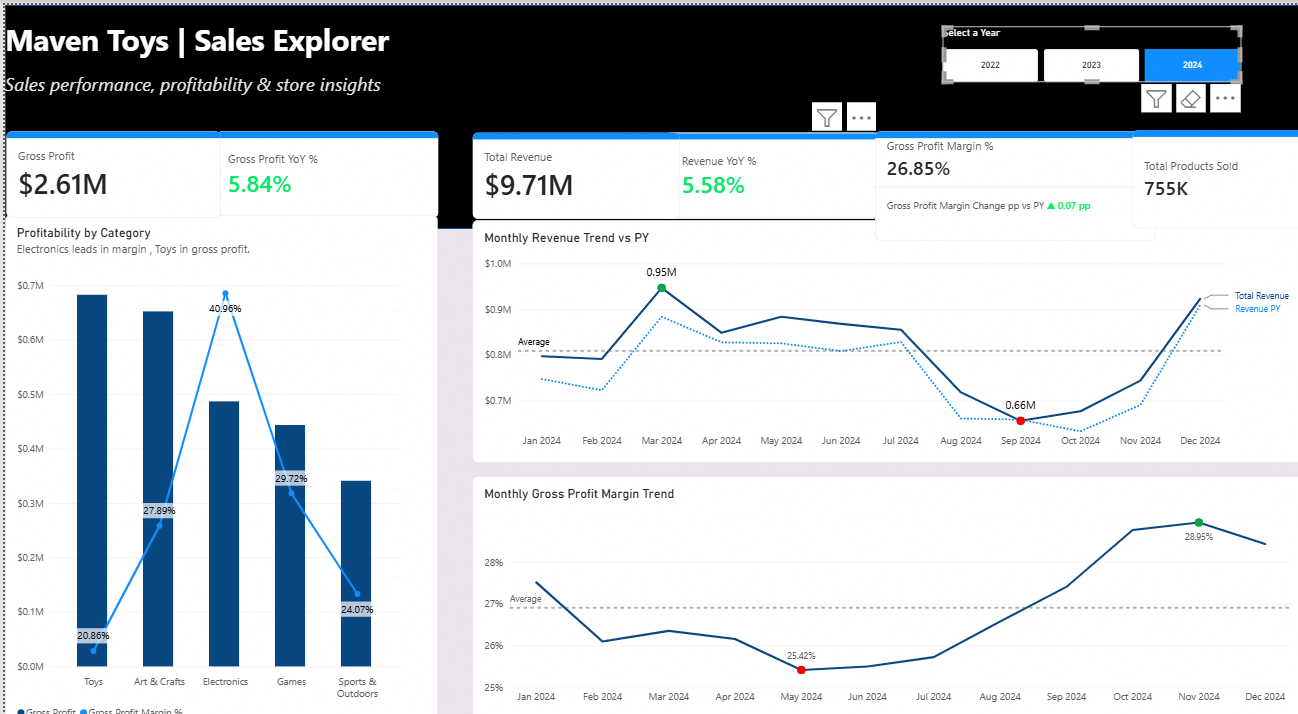 Maven Toys | Sales Explorer
Sales performance, profitability & store insights
Select a Year
2022
2023
2024
Gross Profit
$2.61M
Gross Profit YoY %
5.84%
Total Revenue
$9.71M
Revenue YoY %
5.58%
Gross Profit Margin %
26.85%
Gross Profit Margin Change pp vs PY ▲ 0.07 pp
Total Products Sold
755K
Profitability by Category
Electronics leads in margin , Toys in gross profit.
$0.7M
$0.6M
$0.5M
$0.4M
$0.3M
$0.2M
$0.1M
$0.0M
20.86%
27.89%
40.96%
29.72%
24.07%
Toys
Art & Crafts
Electronics
Games
Sports &
Outdoors
Gross Profit
Gross Profit Margin %
Monthly Revenue Trend vs PY
$1.0M
$0.9M
$0.8M
$0.7M
Average
0.95M
0.66M
Total Revenue
Revenue PY
Jan 2024
Feb 2024
Mar 2024
Apr 2024
May 2024
Jun 2024
Jul 2024
Aug 2024
Sep 2024
Oct 2024
Nov 2024
Dec 2024
Monthly Gross Profit Margin Trend
28%
27%
26%
25%
Average
25.42%
28.95%
Jan 2024
Feb 2024
Mar 2024
Apr 2024
May 2024
Jun 2024
Jul 2024
Aug 2024
Sep 2024
Oct 2024
Nov 2024
Dec 2024